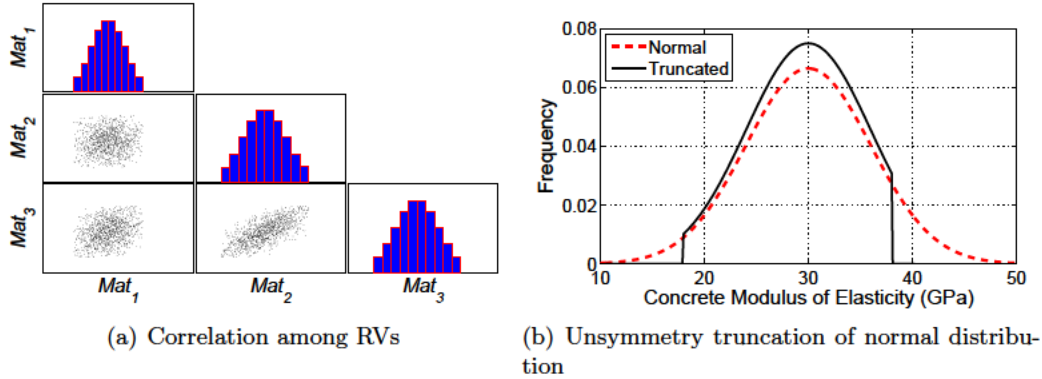 Mat1
Mat2
Mat3
Mat1
Mat2
Mat3
(a) Correlation among RVs
0.08
0.06
0.04
0.02
0
Frequency
Normal
Truncated
10 20 30 40 50
Concrete Modulus of Elasticity (GPa)
(b) Unsymmetry truncation of normal distribu-
tion